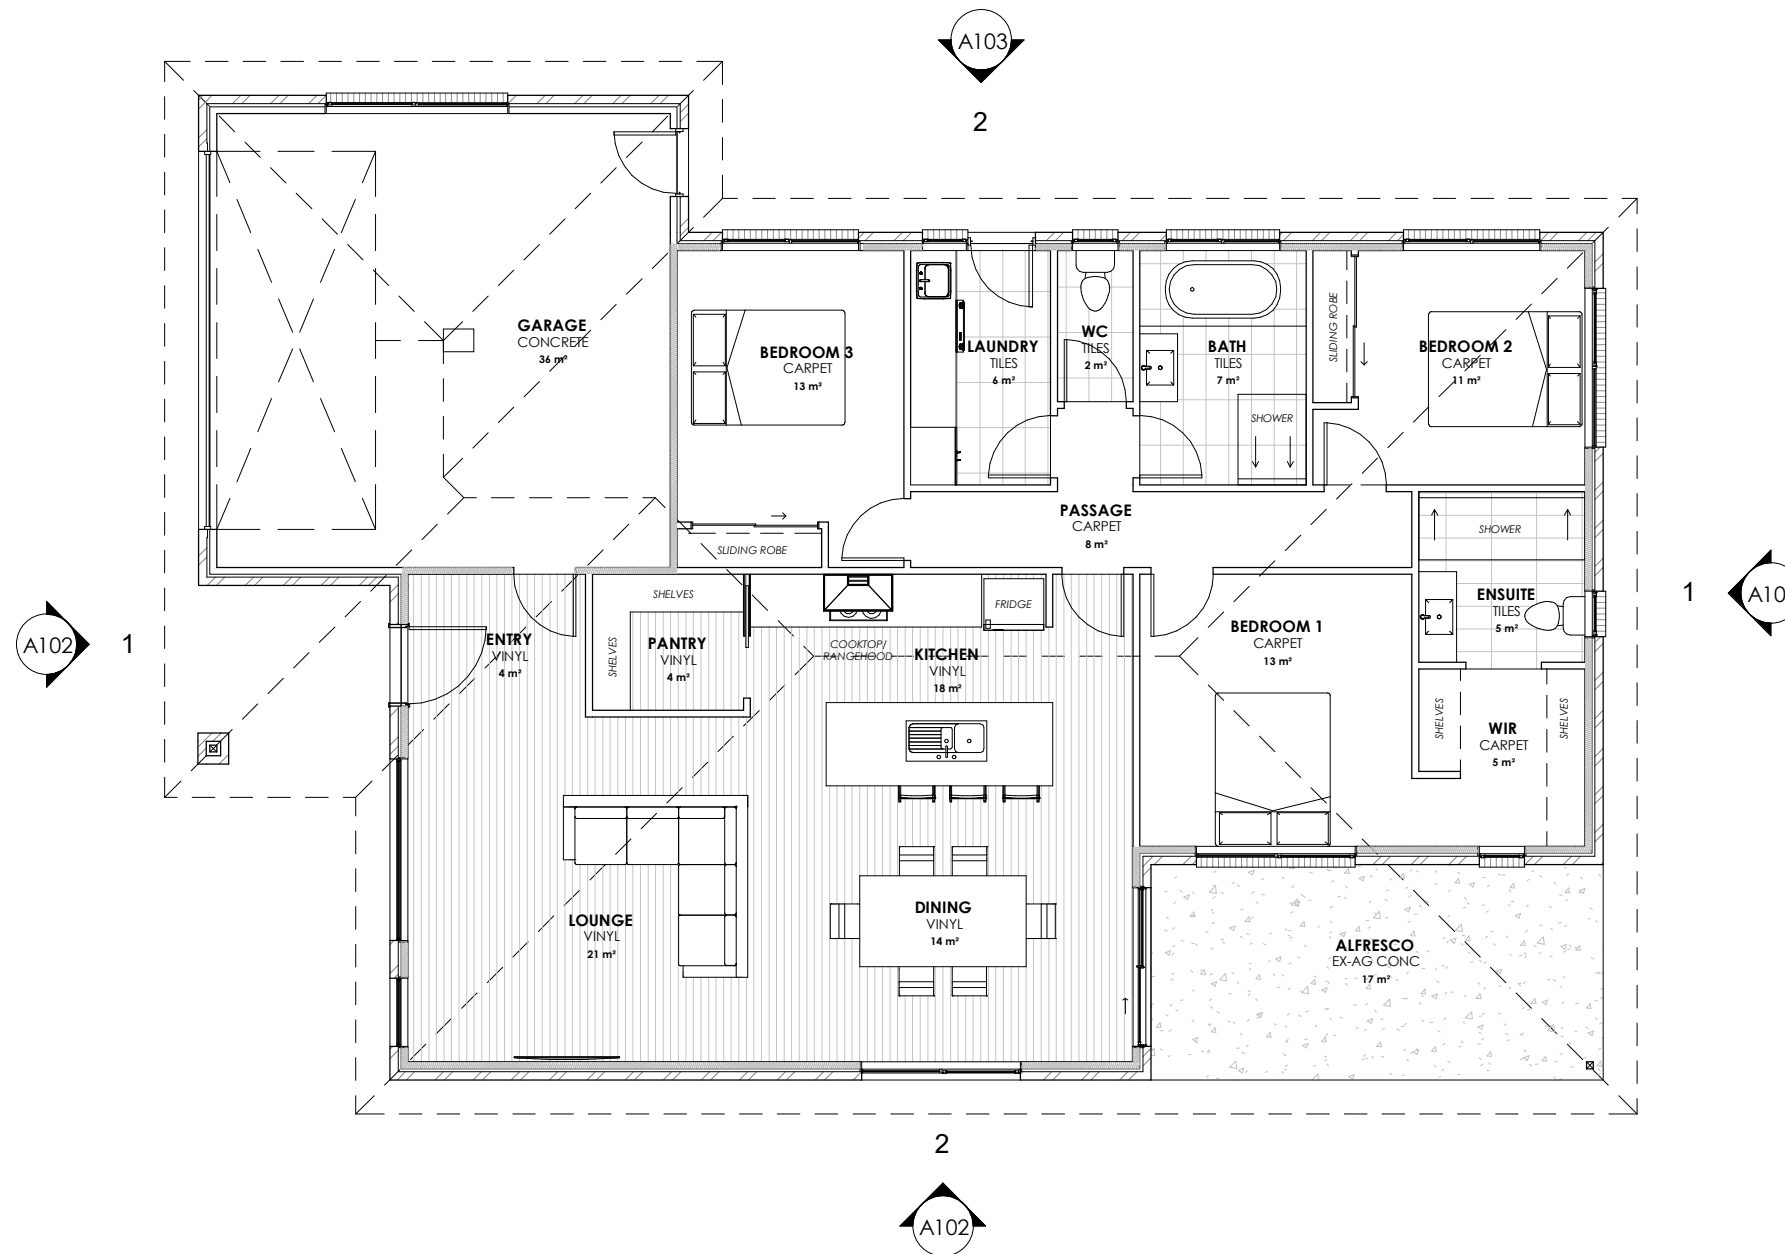 A103
2
GARAGE
CONCRETE
36 m²
BEDROOM 3
CARPET
13 m²
LAUNDRY
TILES
6 m²
WC
TILES
2 m²
BATH
TILES
7 m²
SHOWER
SLIDING ROBE
BEDROOM 2
CARPET
11 m²
SLIDING ROBE
PASSAGE
CARPET
8 m²
SHOWER
ENSUITE
TILES
5 m²
A102
1
ENTRY
VINYL
4 m²
SHELVES
SHELVES
PANTRY
VINYL
4 m²
COOKTOP/
RANGEHOOD
FRIDGE
KITCHEN
VINYL
18 m²
BEDROOM 1
CARPET
13 m²
SHELVES
WIR
CARPET
5 m²
SHELVES
1
A10
LOUNGE
VINYL
21 m²
DINING
VINYL
14 m²
ALFRESCO
EX-AG CONC
17 m²
2
A102